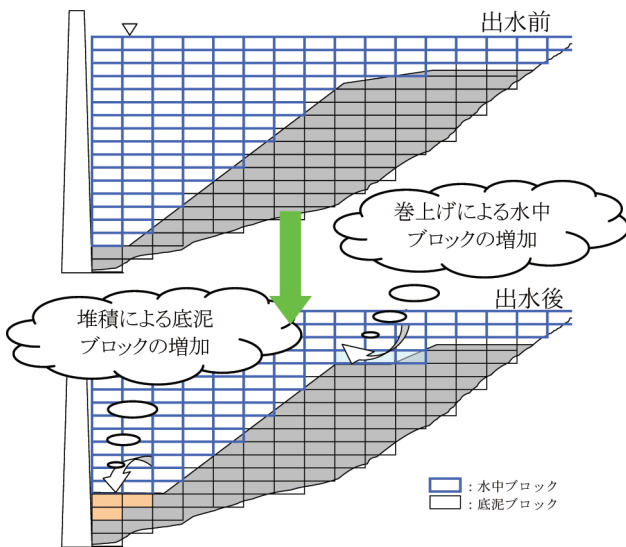 出水前
巻上げによる水中
ブロックの増加
出水後
堆積による底泥
ブロックの増加
：水中ブロック
：底泥ブロック